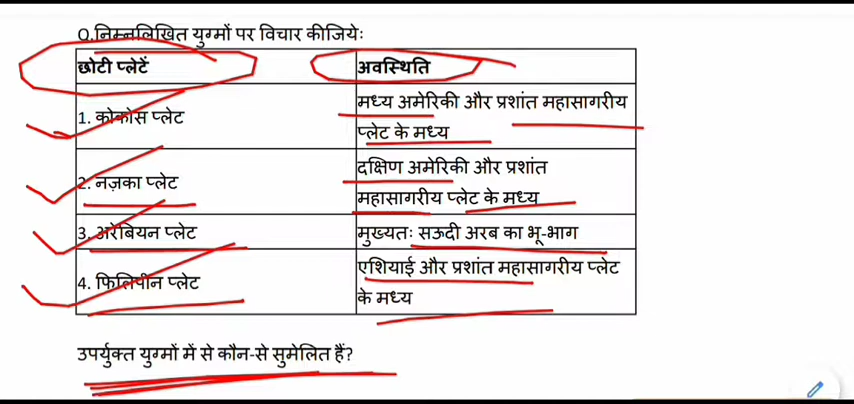 Q.निम्नलिखित युग्मों पर विचार कीजियेः
छोटी प्लेटें
अवस्थिति
1. कोकोस प्लेट
मध्य अमेरिकी और प्रशांत महासागरीय
प्लेट के मध्य
2. नज़का प्लेट
दक्षिण अमेरिकी और प्रशांत
महासागरीय प्लेट के मध्य
3. अरेबियन प्लेट
मुख्यतः सऊदी अरब का भू-भाग
4. फिलिपीन प्लेट
एशियाई और प्रशांत महासागरीय प्लेट
के मध्य
उपर्युक्त युग्मों में से कौन-से सुमेलित हैं?